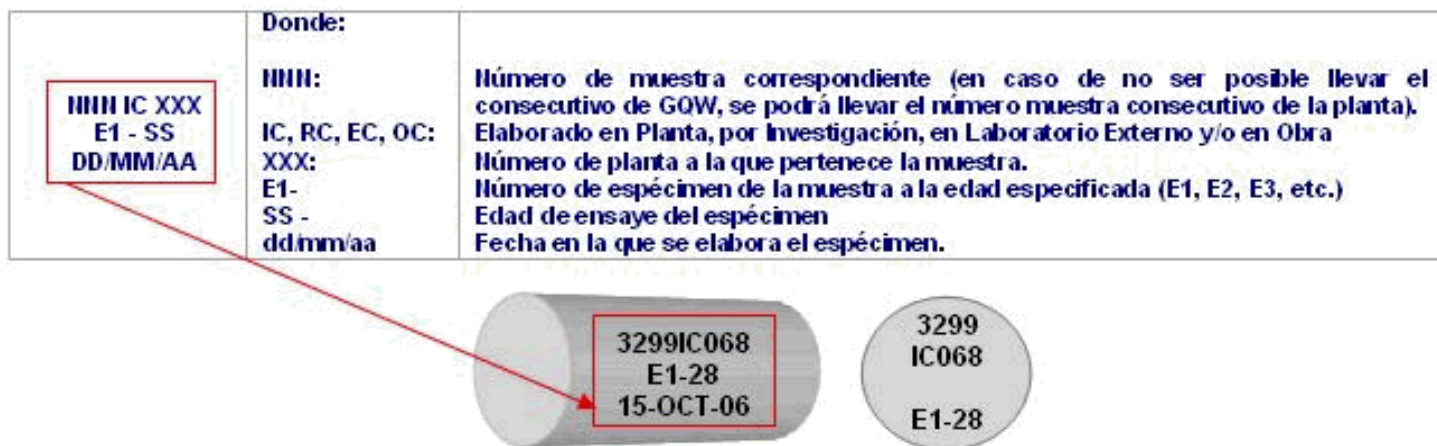 Donde:
NNN IC XXX
E1 - SS
DD/MM/AA
NNN: Número de muestra correspondiente (en caso de no ser posible llevar el
consecutivo de GQW, se podrá llevar el número muestra consecutivo de la planta).
IC, RC, EC, OC: Elaborado en Planta, por Investigación, en Laboratorio Externo y/o en Obra
XXX: Número de planta a la que pertenece la muestra.
E1- Número de espécimen de la muestra a la edad especificada (E1, E2, E3, etc.)
SS - Edad de ensaye del espécimen
dd/mm/aa Fecha en la que se elabora el espécimen.
3299IC068
E1-28
15-OCT-06
3299
IC068
E1-28